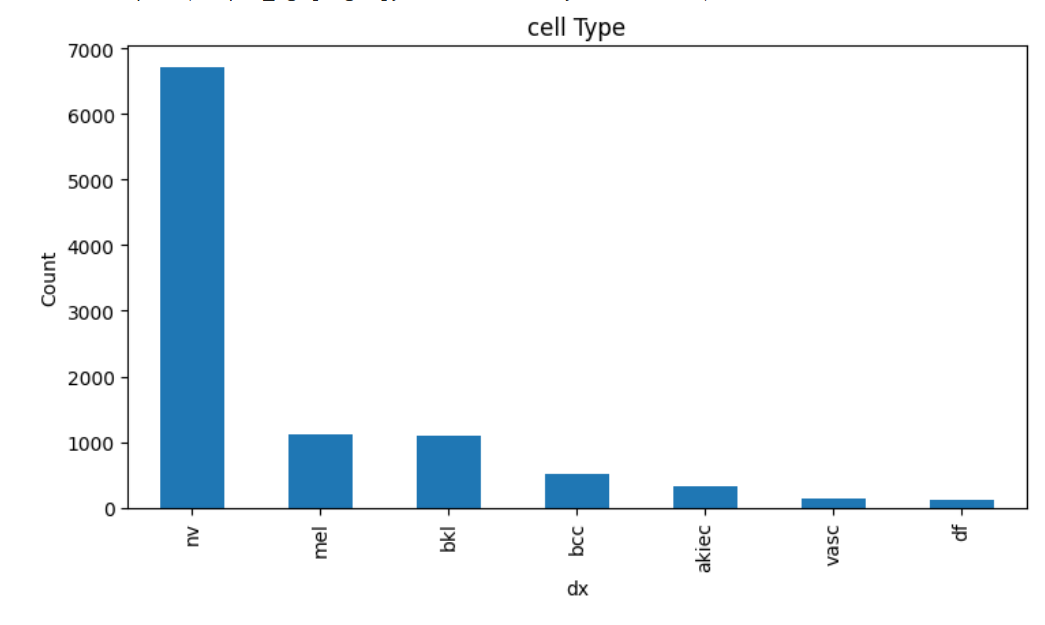 cell Type
7000
6000
5000
4000
3000
2000
1000
0
Count
nv
mel
bkl
bcc
akiec
vasc
df
dx